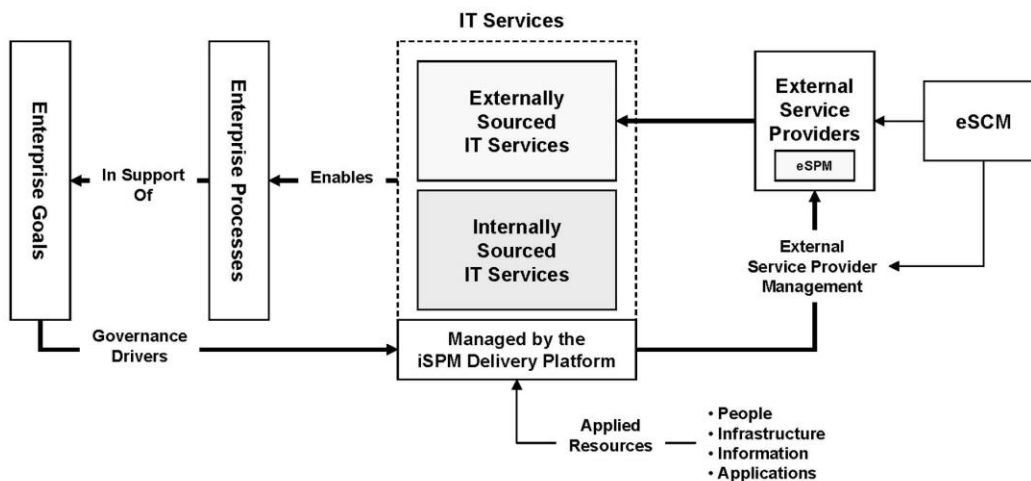 IT Services
Enterprise Goals
In Support
Of
Enterprise Processes
Enables
Externally
Sourced
IT Services
Internally
Sourced
IT Services
External
Service
Providers
eSPM
eSCM
External
Service Provider
Management
Governance
Drivers
Managed by the
iSPM Delivery Platform
Applied
Resources
• People
• Infrastructure
• Information
• Applications